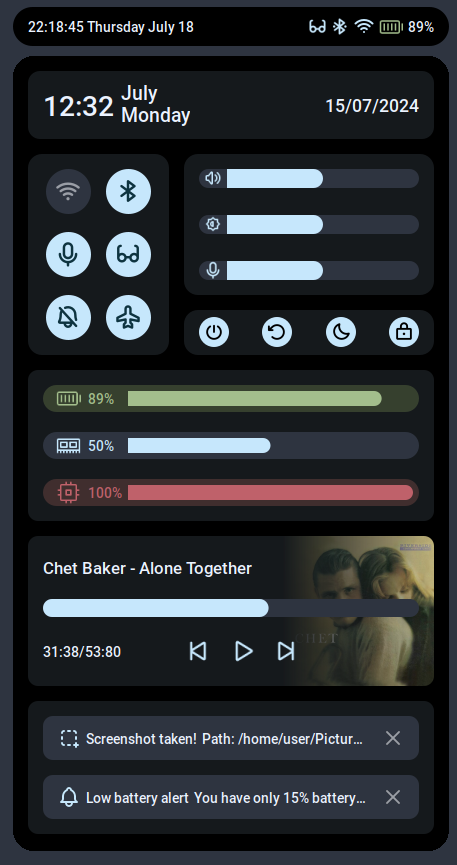 22:18:45 Thursday July 18 89%
12:32 July Monday 15/07/2024
89%
50%
100%
Chet Baker - Alone Together
CHET
31:38/53:80
Screenshot taken! Path: /home/user/Pictur...
Low battery alert You have only 15% battery...